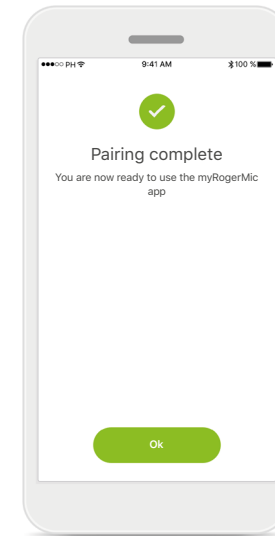 ●●●○○ PH 9:41 AM 100 %
Pairing complete
You are now ready to use the myRogerMic
app
Ok